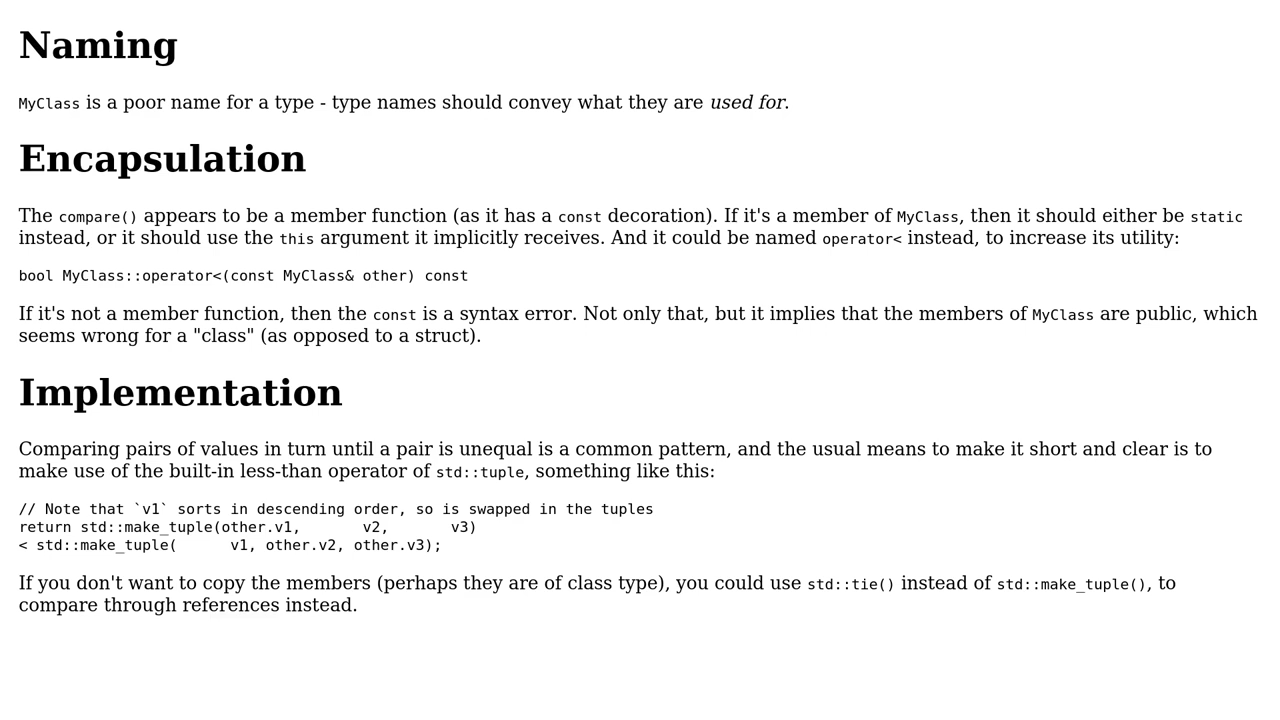 Naming
MyClass is a poor name for a type - type names should convey what they are used for.
Encapsulation
The compare() appears to be a member function (as it has a const decoration). If it's a member of MyClass, then it should either be static
instead, or it should use the this argument it implicitly receives. And it could be named operator< instead, to increase its utility:
bool MyClass::operator<(const MyClass& other) const
If it's not a member function, then the const is a syntax error. Not only that, but it implies that the members of MyClass are public, which
seems wrong for a "class" (as opposed to a struct).
Implementation
Comparing pairs of values in turn until a pair is unequal is a common pattern, and the usual means to make it short and clear is to
make use of the built-in less-than operator of std::tuple, something like this:
// Note that `v1` sorts in descending order, so is swapped in the tuples
return std::make_tuple(other.v1,       v2,       v3)
< std::make_tuple(      v1, other.v2, other.v3);
If you don't want to copy the members (perhaps they are of class type), you could use std::tie() instead of std::make_tuple(), to
compare through references instead.